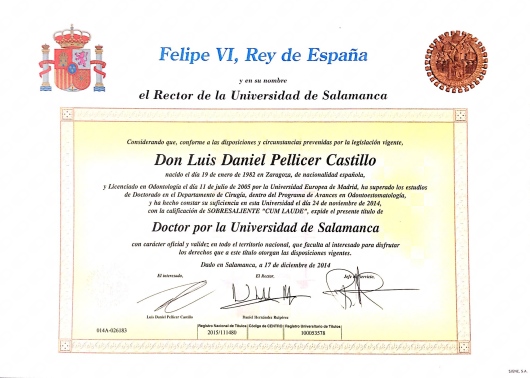 Felipe VI, Rey de España
y en su nombre
el Rector de la Universidad de Salamanca
Considerando que, conforme a las disposiciones y circunstancias prevenidas por la legislación vigente,
Don Luis Daniel Pellicer Castillo
nacido el día 19 de enero de 1982 en Zaragoza, de nacionalidad española,
y Licenciado en Odontología el día 11 de julio de 2005 por la Universidad Europea de Madrid, ha superado los estudios
de Doctorado en el Departamento de Cirugía, dentro del Programa de Avances en Odontoestomatología,
y ha hecho constar su suficiencia en esta Universidad el día 24 de noviembre de 2014,
con la calificación de SOBRESALIENTE "CUM LAUDE", expide el presente título de
Doctor por la Universidad de Salamanca
con carácter oficial y validez en todo el territorio nacional, que faculta al interesado para disfrutar
los derechos que a este título otorgan las disposiciones vigentes.
Dado en Salamanca, a 17 de diciembre de 2014
El interesado,
El Rector,
Jefe de Servicio,
Luis Daniel Pellicer Castillo
Daniel Hernández Ruipérez
014A-026183
Registro Nacional de Títulos
Código de CENTRO
Registro Universitario de Títulos
2015/111480
100053578